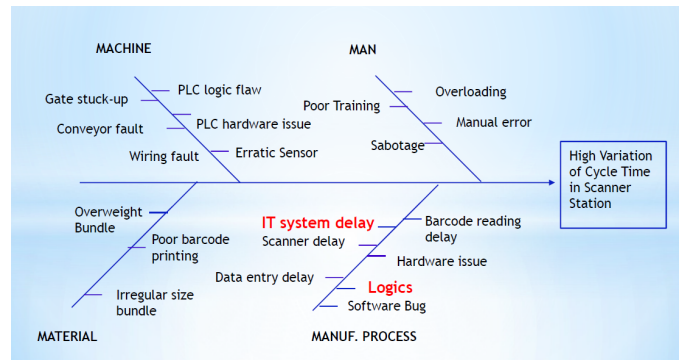 MACHINE
MAN
PLC logic flaw
Gate stuck-up
Conveyor fault
PLC hardware issue
Wiring fault
Erratic Sensor
Overloading
Poor Training
Manual error
Sabotage
High Variation
of Cycle Time
in Scanner
Station
Overweight
Bundle
Poor barcode
printing
Irregular size
bundle
MATERIAL
IT system delay
Barcode reading
delay
Scanner delay
Hardware issue
Data entry delay
Logics
Software Bug
MANUF. PROCESS